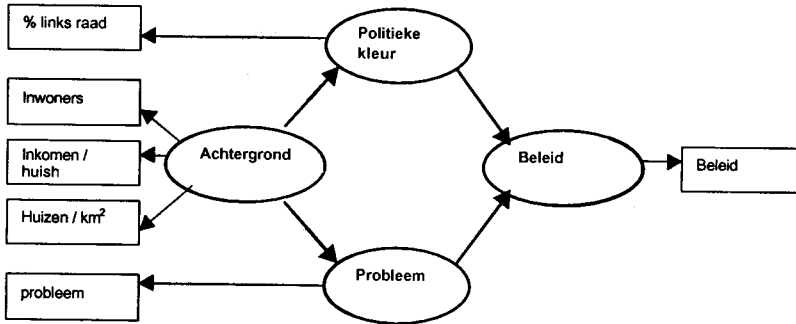 % links raad
Politieke
kleur
Inwoners
Inkomen /
huish
Achtergrond
Beleid
Beleid
Huizen / km²
Probleem
probleem